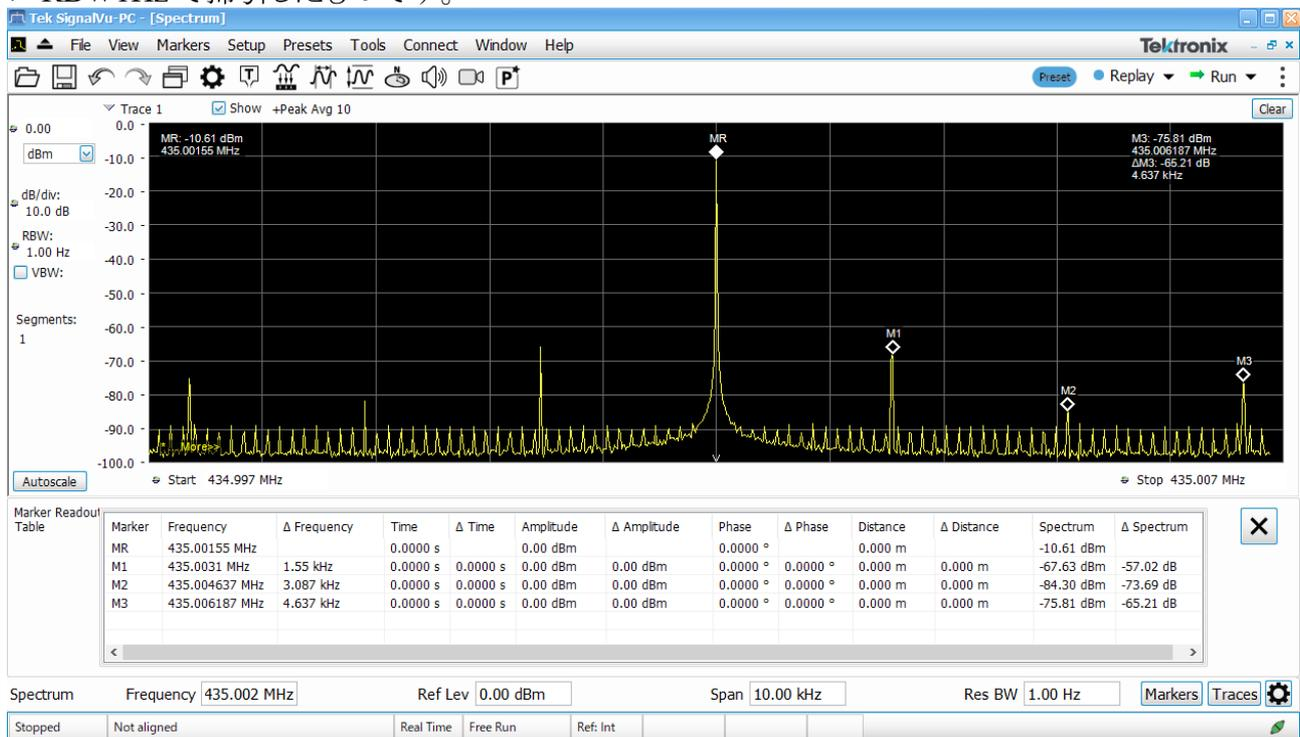 Tek SignalVu-PC - [Spectrum]
File View Markers Setup Presets Tools Connect Window Help
Tektronix
Preset Replay Run
Trace 1 Show +Peak Avg 10 Clear
0.00
dBm
dB/div:
10.0 dB
RBW:
1.00 Hz
VBW:
Segments:
1
Autoscale
0.0
-10.0
-20.0
-30.0
-40.0
-50.0
-60.0
-70.0
-80.0
-90.0
-100.0
MR: -10.61 dBm
435.00155 MHz
MR
M3: -75.81 dBm
435.006187 MHz
ΔM3: -65.21 dB
4.637 kHz
M1
M3
M2
More>>
Start 434.997 MHz
Stop 435.007 MHz
Marker Readout
Table
Marker Frequency Δ Frequency Time Δ Time Amplitude Δ Amplitude Phase Δ Phase Distance Δ Distance Spectrum Δ Spectrum
MR 435.00155 MHz 0.0000 s 0.00 dBm 0.0000 ° 0.000 m -10.61 dBm
M1 435.0031 MHz 1.55 kHz 0.0000 s 0.0000 s 0.00 dBm 0.00 dBm 0.0000 ° 0.0000 ° 0.000 m 0.000 m -67.63 dBm -57.02 dB
M2 435.004637 MHz 3.087 kHz 0.0000 s 0.0000 s 0.00 dBm 0.00 dBm 0.0000 ° 0.0000 ° 0.000 m 0.000 m -84.30 dBm -73.69 dB
M3 435.006187 MHz 4.637 kHz 0.0000 s 0.0000 s 0.00 dBm 0.00 dBm 0.0000 ° 0.0000 ° 0.000 m 0.000 m -75.81 dBm -65.21 dB
Spectrum Frequency 435.002 MHz Ref Lev 0.00 dBm Span 10.00 kHz Res BW 1.00 Hz Markers Traces
Stopped Not aligned Real Time Free Run Ref: Int